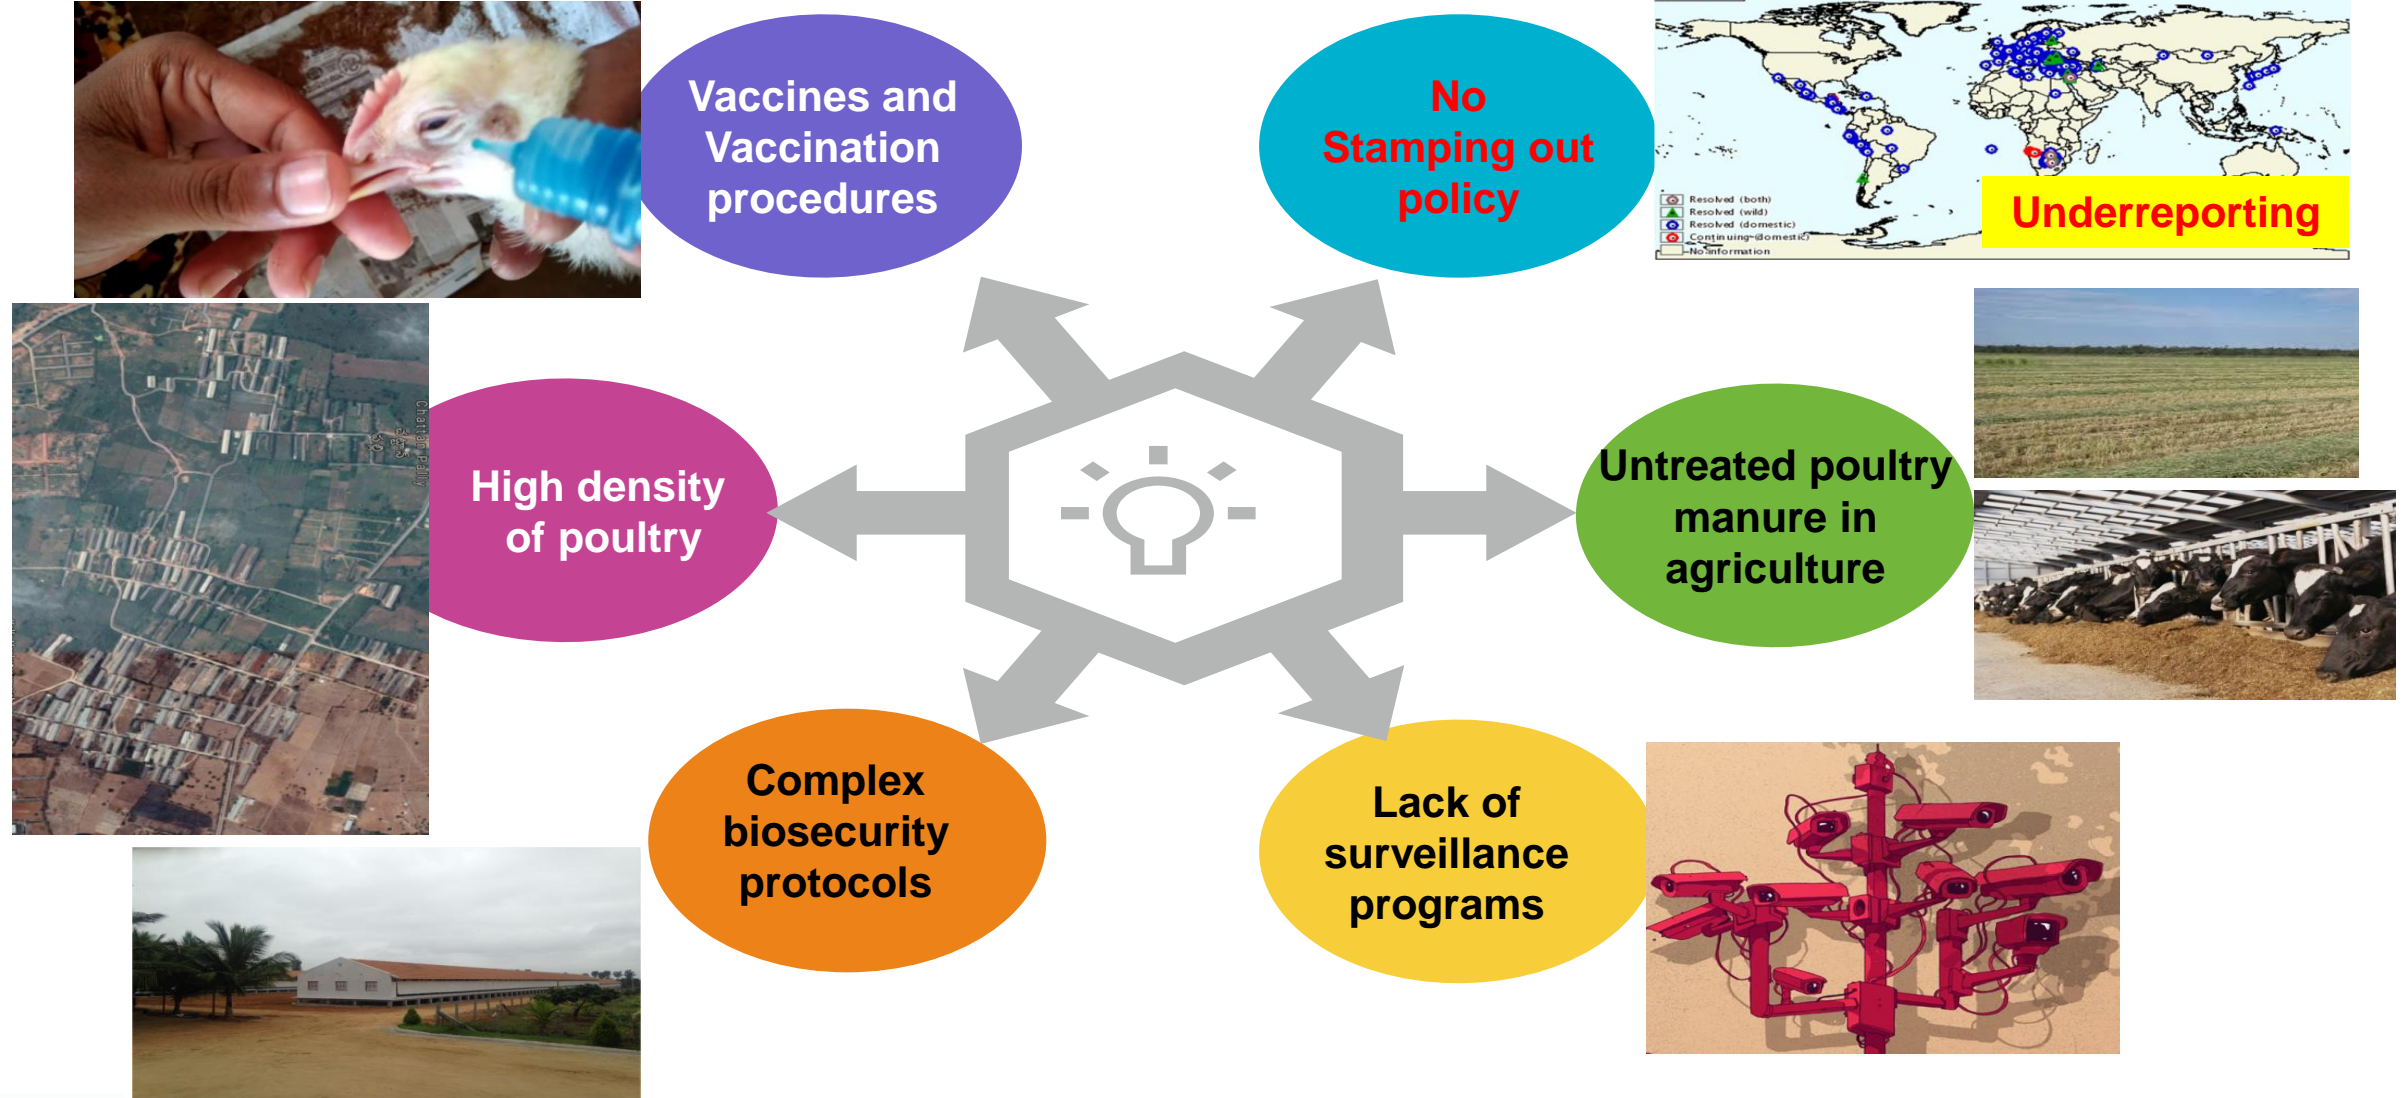 Vaccines and
Vaccination
procedures
No
Stamping out
policy
Resolved (both)
Resolved (wild)
Resolved (domestic)
Continuing (domestic)
No information
Underreporting
High density
of poultry
Untreated poultry
manure in
agriculture
Complex
biosecurity
protocols
Lack of
surveillance
programs